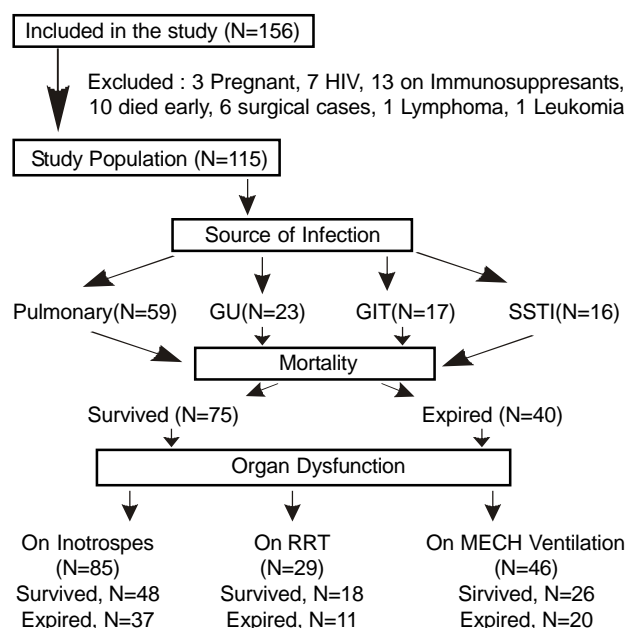 Included in the study (N=156)
Excluded : 3 Pregnant, 7 HIV, 13 on Immunosuppresants,
10 died early, 6 surgical cases, 1 Lymphoma, 1 Leukomia
Study Population (N=115)
Source of Infection
Pulmonary(N=59) GU(N=23) GIT(N=17) SSTI(N=16)
Mortality
Survived (N=75) Expired (N=40)
Organ Dysfunction
On Inotrospes On RRT On MECH Ventilation
(N=85) (N=29) (N=46)
Survived, N=48 Survived, N=18 Sirvived, N=26
Expired, N=37 Expired, N=11 Expired, N=20